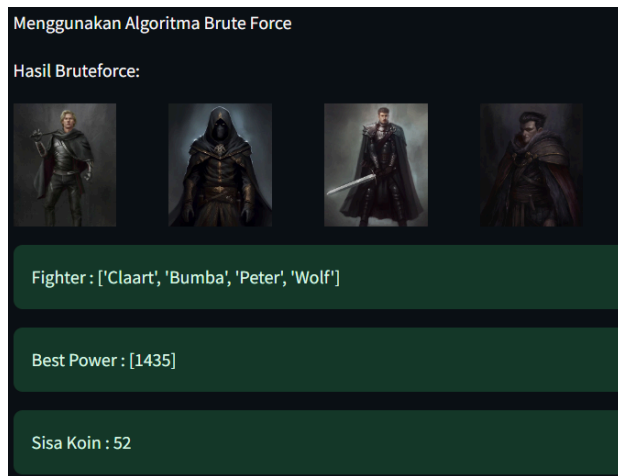 Menggunakan Algoritma Brute Force
Hasil Bruteforce:
Fighter : ['Claart', 'Bumba', 'Peter', 'Wolf']
Best Power : [1435]
Sisa Koin : 52